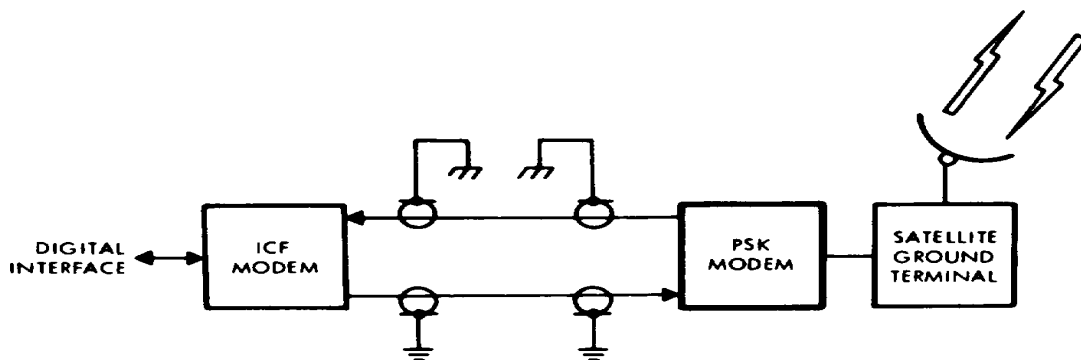 DIGITAL
INTERFACE
ICF
MODEM
PSK
MODEM
SATELLITE
GROUND
TERMINAL